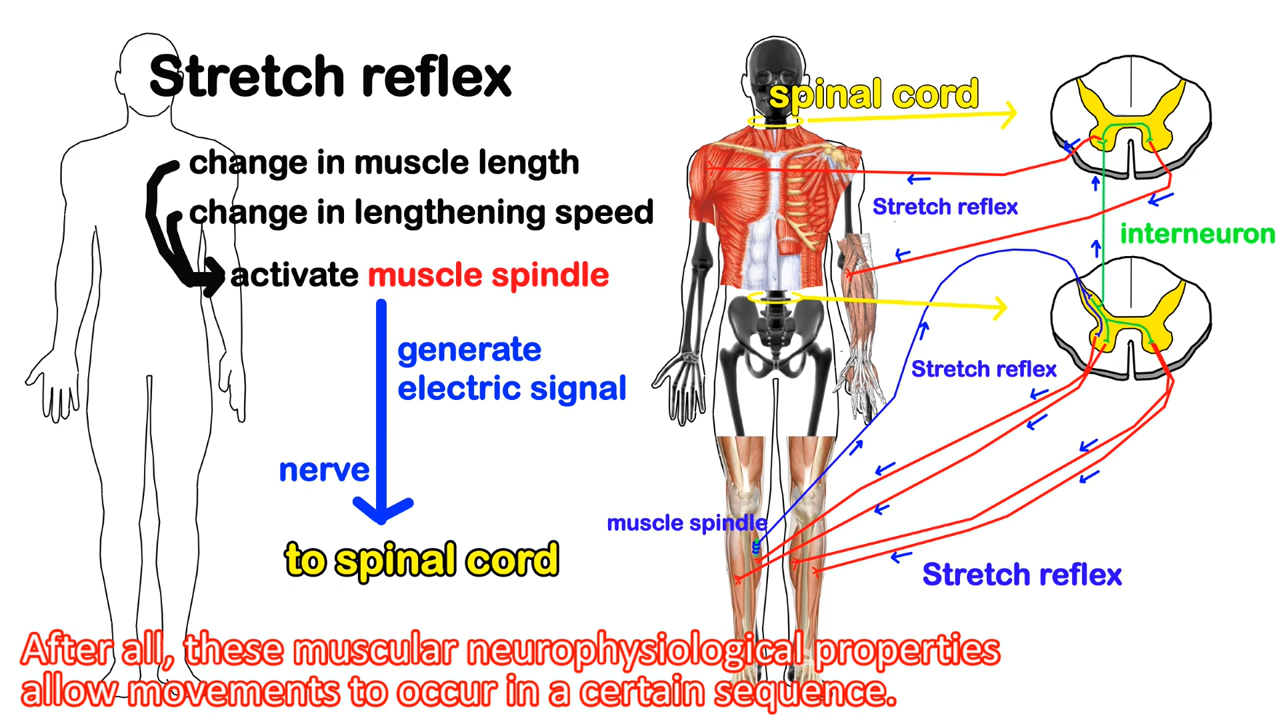 Stretch reflex
change in muscle length
change in lengthening speed
activate muscle spindle
generate
electric signal
nerve
to spinal cord
spinal cord
Stretch reflex
interneuron
Stretch reflex
muscle spindle
Stretch reflex
After all, these muscular neurophysiological properties
allow movements to occur in a certain sequence.